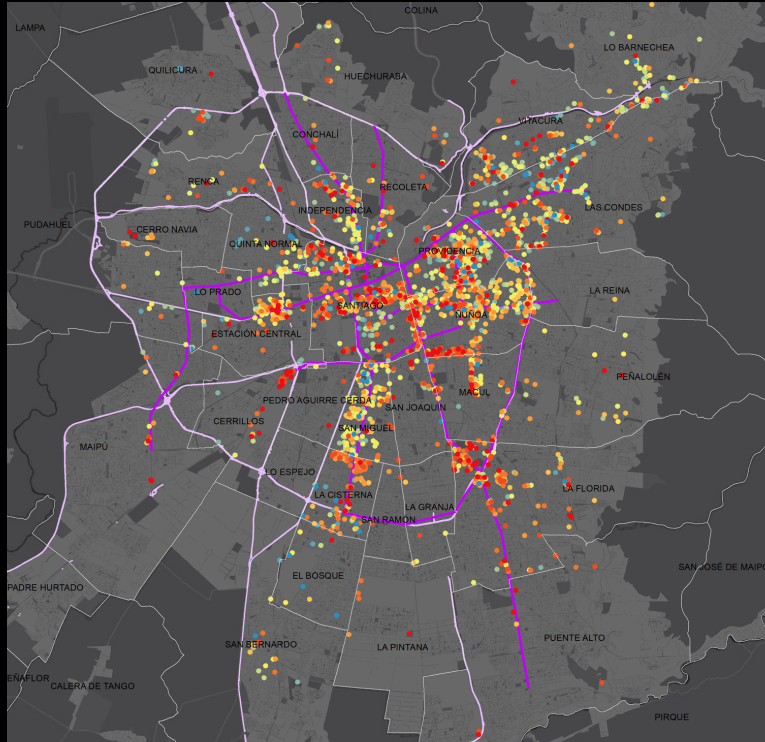 COLINA
LAMPA
LO BARNECHEA
QUILICURA
HUECHURABA
VITACURA
CONCHALÍ
RENCA
RECOLETA
INDEPENDENCIA
LAS CONDES
PUDAHUEL
CERRO NAVIA
QUINTA NORMAL
PROVIDENCIA
LO PRADO
LA REINA
SANTIAGO
ÑUÑOA
ESTACIÓN CENTRAL
PEÑALOLÉN
MACUL
PEDRO AGUIRRE CERDA
SAN JOAQUIN
CERRILLOS
SAN MIGUEL
MAIPÚ
LO ESPEJO
LA FLORIDA
LA CISTERNA
LA GRANJA
SAN RAMÓN
SAN JOSÉ DE MAIPO
EL BOSQUE
PADRE HURTADO
PUENTE ALTO
SAN BERNARDO
LA PINTANA
EÑAFLOR
CALERA DE TANGO
PIRQUE